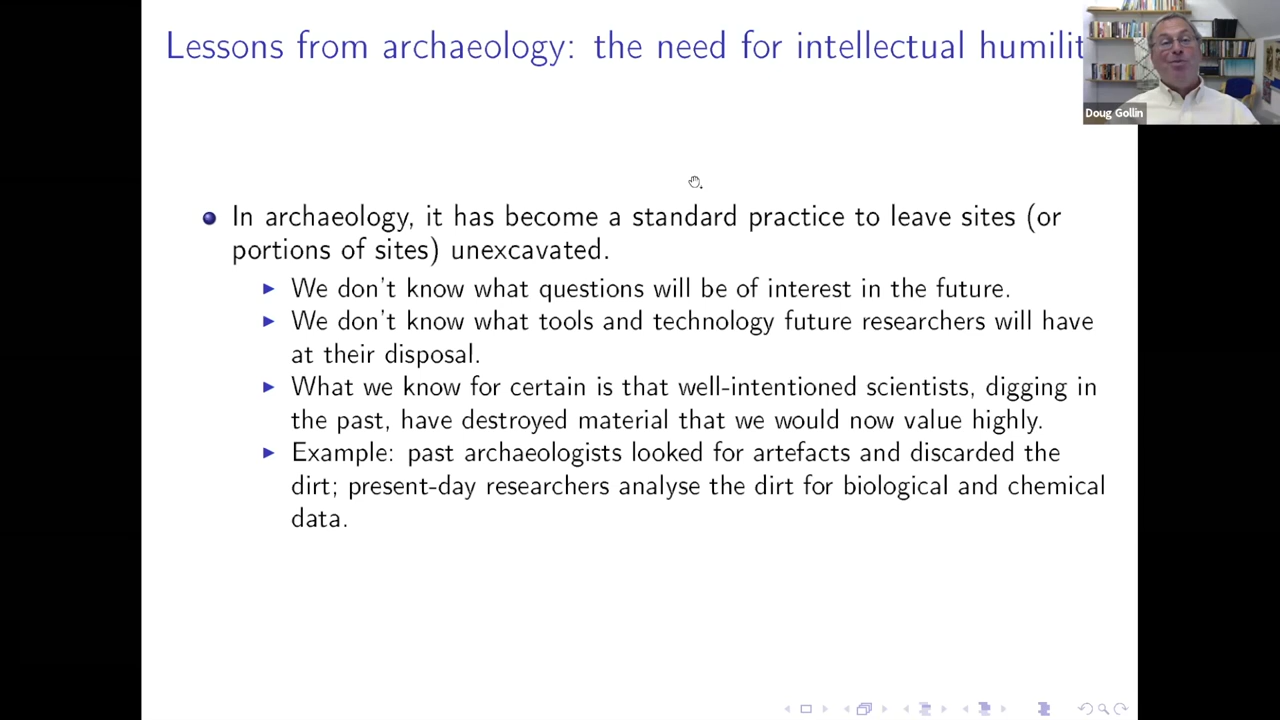 Lessons from archaeology: the need for intellectual humilit
Doug Gollin
In archaeology, it has become a standard practice to leave sites (or
portions of sites) unexcavated.
We don't know what questions will be of interest in the future.
We don't know what tools and technology future researchers will have
at their disposal.
What we know for certain is that well-intentioned scientists, digging in
the past, have destroyed material that we would now value highly.
Example: past archaeologists looked for artefacts and discarded the
dirt; present-day researchers analyse the dirt for biological and chemical
data.